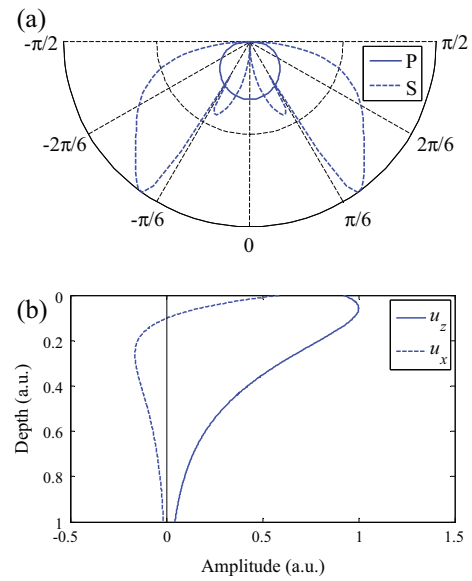 (a)
-π/2
π/2
P
S
-2π/6
2π/6
-π/6
π/6
0
(b)
0
0.2
0.4
0.6
0.8
1
Depth (a.u.)
u_z
u_x
-0.5
0
0.5
1
1.5
Amplitude (a.u.)